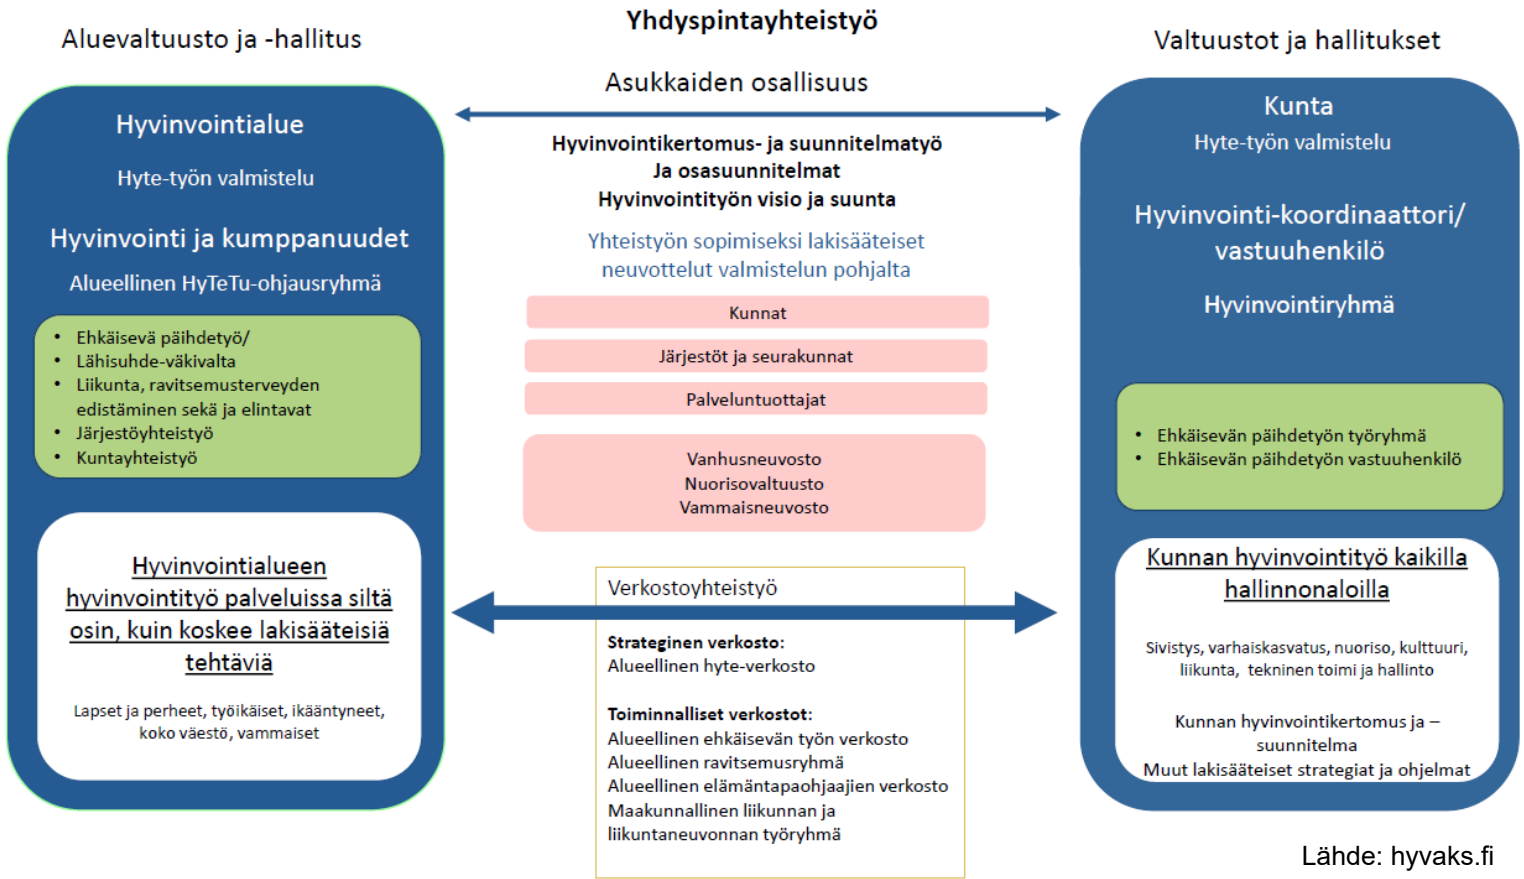 Yhdyspintayhteistyö
Aluevaltuusto ja -hallitus
Hyvinvointialue
Hyte-työn valmistelu
Hyvinvointi ja kumppanuudet
Alueellinen HyTeTu-ohjausryhmä
• Ehkäisevä päihdetyö/
• Lähisuhde-väkivalta
• Liikunta, ravitsemusterveyden
edistäminen sekä ja elintavat
• Järjestöyhteistyö
• Kuntayhteistyö
Hyvinvointialueen
hyvinvointityö palveluissa siltä
osin, kuin koskee lakisääteisiä
tehtäviä
Lapset ja perheet, työikäiset, ikääntyneet,
koko väestö, vammaiset
Asukkaiden osallisuus
Hyvinvointikertomus- ja suunnitelmatyö
Ja osasuunnitelmat
Hyvinvointityön visio ja suunta
Yhteistyön sopimiseksi lakisääteiset
neuvottelut valmistelun pohjalta
Kunnat
Järjestöt ja seurakunnat
Palveluntuottajat
Vanhusneuvosto
Nuorisovaltuusto
Vammaisneuvosto
Verkostoyhteistyö
Strateginen verkosto:
Alueellinen hyte-verkosto
Toiminnalliset verkostot:
Alueellinen ehkäisevän työn verkosto
Alueellinen ravitsemusryhmä
Alueellinen elämäntapaohjaajien verkosto
Maakunnallinen liikunnan ja
liikuntaneuvonnan työryhmä
Valtuustot ja hallitukset
Kunta
Hyte-työn valmistelu
Hyvinvointi-koordinaattori/
vastuuhenkilö
Hyvinvointiryhmä
• Ehkäisevän päihdetyön työryhmä
• Ehkäisevän päihdetyön vastuuhenkilö
Kunnan hyvinvointityö kaikilla
hallinnonaloilla
Sivistys, varhaiskasvatus, nuoriso, kulttuuri,
liikunta, tekninen toimi ja hallinto
Kunnan hyvinvointikertomus ja –
suunnitelma
Muut lakisääteiset strategiat ja ohjelmat
Lähde: hyvaks.fi